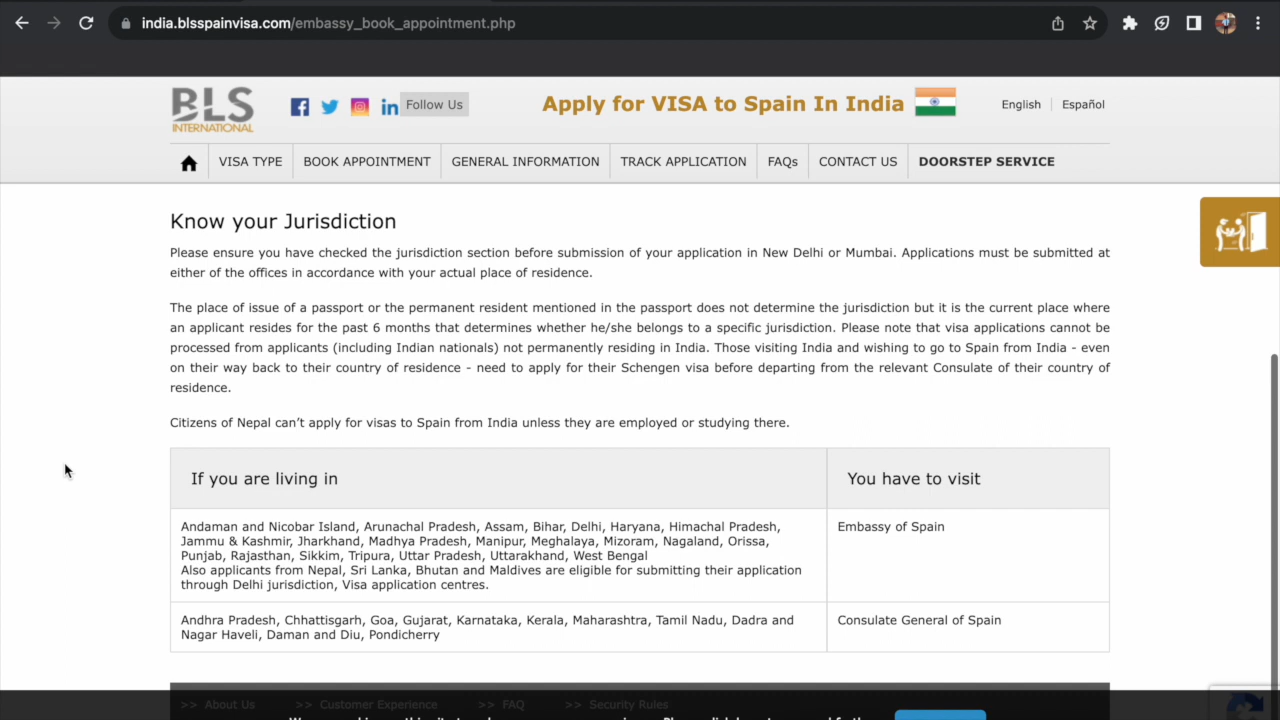 india.blsspainvisa.com/embassy_book_appointment.php
BLS
INTERNATIONAL
Follow Us
Apply for VISA to Spain In India
English | Español
VISA TYPE
BOOK APPOINTMENT
GENERAL INFORMATION
TRACK APPLICATION
FAQs
CONTACT US
DOORSTEP SERVICE
Know your Jurisdiction
Please ensure you have checked the jurisdiction section before submission of your application in New Delhi or Mumbai. Applications must be submitted at
either of the offices in accordance with your actual place of residence.
The place of issue of a passport or the permanent resident mentioned in the passport does not determine the jurisdiction but it is the current place where
an applicant resides for the past 6 months that determines whether he/she belongs to a specific jurisdiction. Please note that visa applications cannot be
processed from applicants (including Indian nationals) not permanently residing in India. Those visiting India and wishing to go to Spain from India - even
on their way back to their country of residence - need to apply for their Schengen visa before departing from the relevant Consulate of their country of
residence.
Citizens of Nepal can’t apply for visas to Spain from India unless they are employed or studying there.
If you are living in
You have to visit
Andaman and Nicobar Island, Arunachal Pradesh, Assam, Bihar, Delhi, Haryana, Himachal Pradesh,
Jammu & Kashmir, Jharkhand, Madhya Pradesh, Manipur, Meghalaya, Mizoram, Nagaland, Orissa,
Punjab, Rajasthan, Sikkim, Tripura, Uttar Pradesh, Uttarakhand, West Bengal
Also applicants from Nepal, Sri Lanka, Bhutan and Maldives are eligible for submitting their application
through Delhi jurisdiction, Visa application centres.
Embassy of Spain
Andhra Pradesh, Chhattisgarh, Goa, Gujarat, Karnataka, Kerala, Maharashtra, Tamil Nadu, Dadra and
Nagar Haveli, Daman and Diu, Pondicherry
Consulate General of Spain
>> About Us >> Customer Experience >> FAQ >> Security Rules